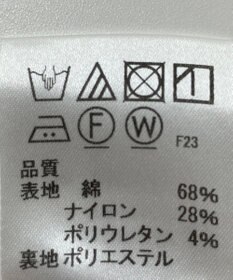 F W F23
品質
表地 綿 68%
ナイロン 28%
ポリウレタン 4%
裏地 ポリエステル